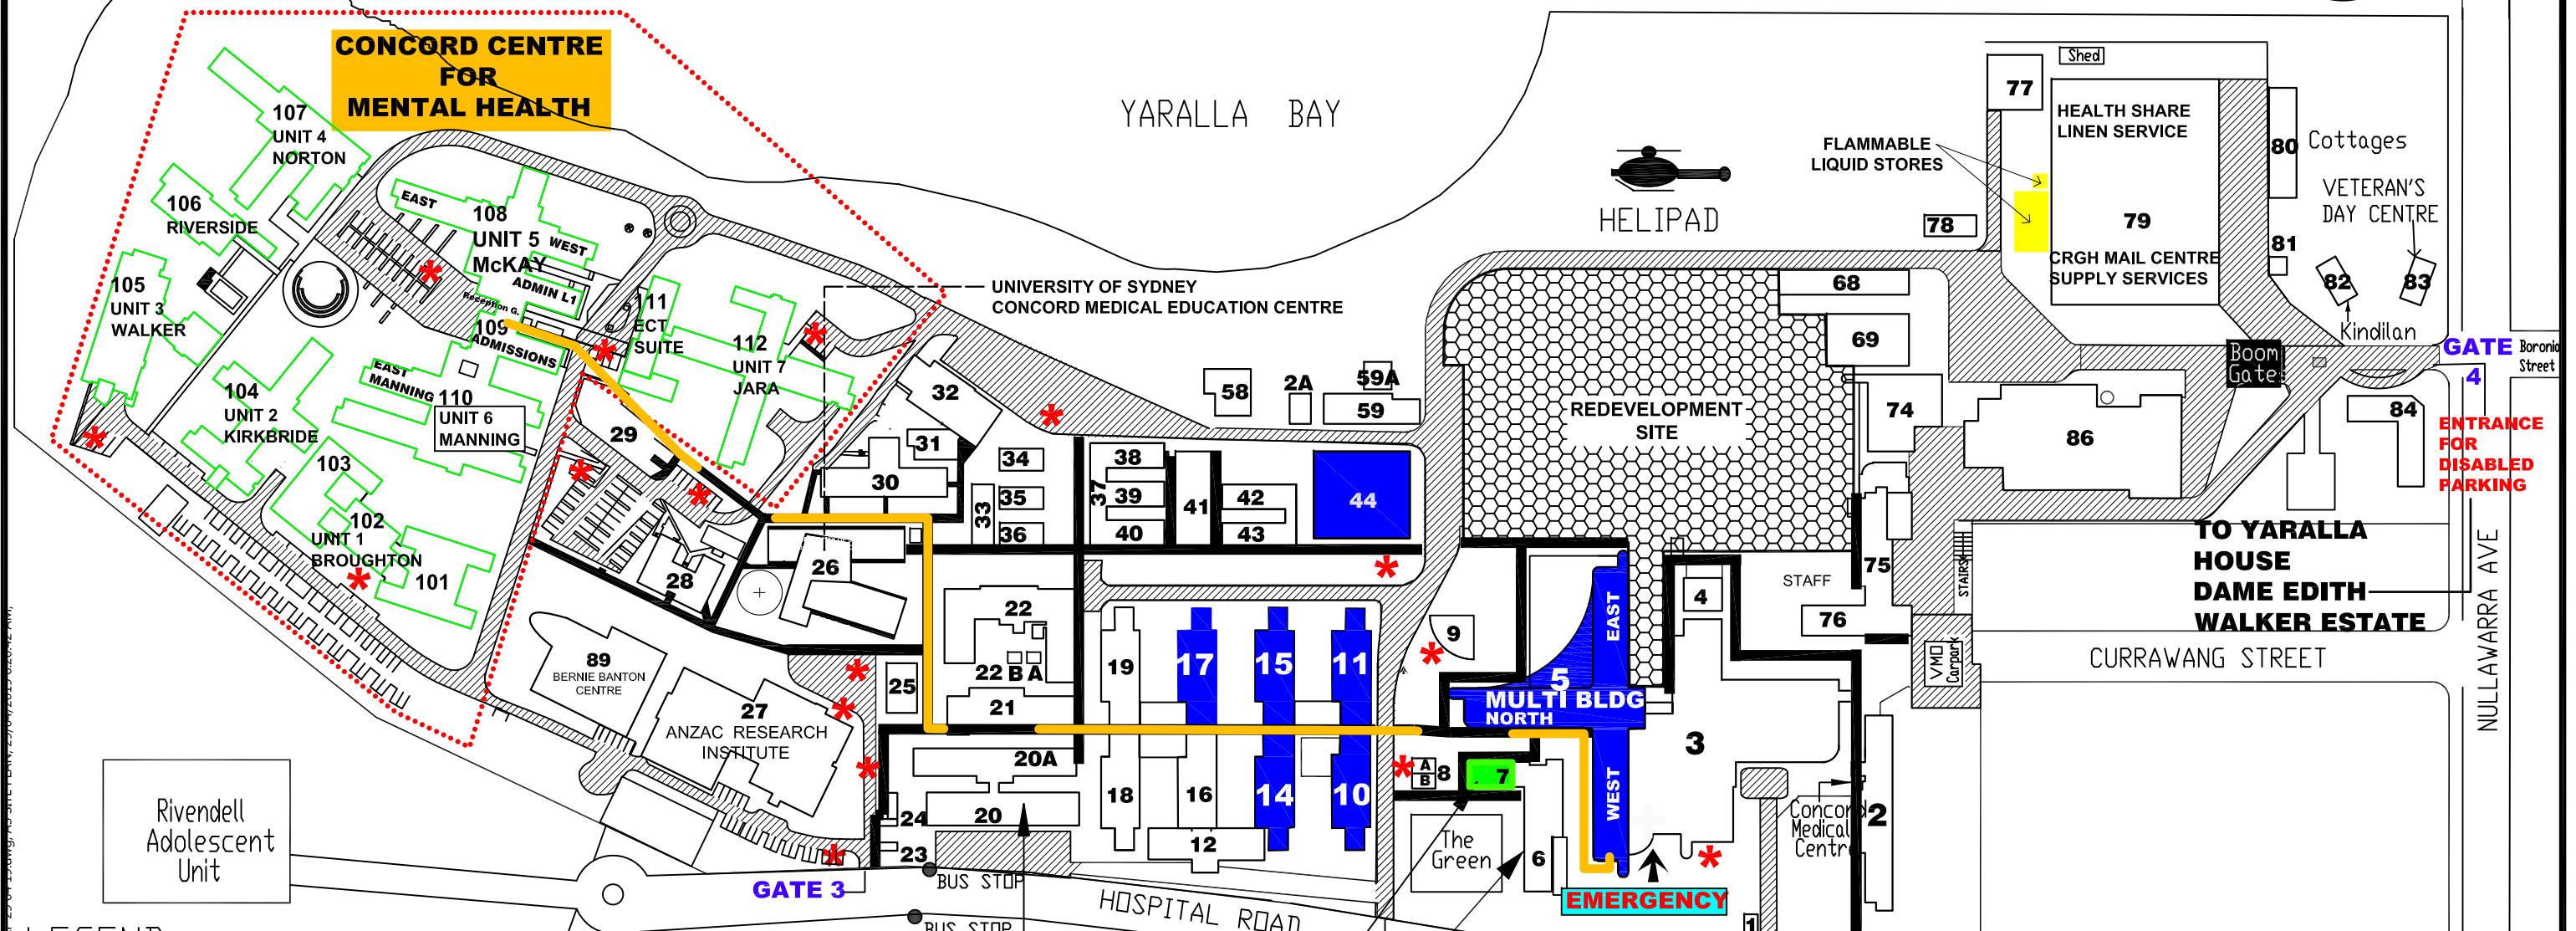 CONCORD CENTRE
FOR
MENTAL HEALTH
107
UNIT 4
NORTON
106
RIVERSIDE
105
UNIT 3
WALKER
104
UNIT 2
KIRKBRIDE
103
102
UNIT 1
BROUGHTON
101
EAST
108
UNIT 5
McKAY
WEST
ADMIN L1
Reception G.
109
ADMISSIONS
EAST
MANNING
110
UNIT 6
MANNING
111
ECT
SUITE
112
UNIT 7
JARA
UNIVERSITY OF SYDNEY
CONCORD MEDICAL EDUCATION CENTRE
YARALLA BAY
HELIPAD
FLAMMABLE
LIQUID STORES
Shed
77
HEALTH SHARE
LINEN SERVICE
79
CRGH MAIL CENTRE
SUPPLY SERVICES
78
80
Cottages
VETERAN'S
DAY CENTRE
81
82
83
Kindilan
Boom
Gate
GATE
4
Boronia
Street
84
ENTRANCE
FOR
DISABLED
PARKING
TO YARALLA
HOUSE
DAME EDITH
WALKER ESTATE
NULLAWARRA AVE
CURRAWANG STREET
86
68
69
74
REDEVELOPMENT
SITE
75
STAIRS
STAFF
76
VMO
Carpark
4
3
2
Concord
Medical
Centre
1
29
28
32
31
30
26
34
35
33
36
58
2A
59A
59
38
37
39
40
41
42
43
44
22
22 B A
21
25
20A
20
24
23
19
18
17
16
15
14
12
11
10
9
A
B
8
7
6
5
MULTI BLDG
NORTH
EAST
WEST
EMERGENCY
The
Green
89
BERNIE BANTON
CENTRE
27
ANZAC RESEARCH
INSTITUTE
Rivendell
Adolescent
Unit
GATE 3
BUS STOP
BUS STOP
HOSPITAL ROAD
LEGEND